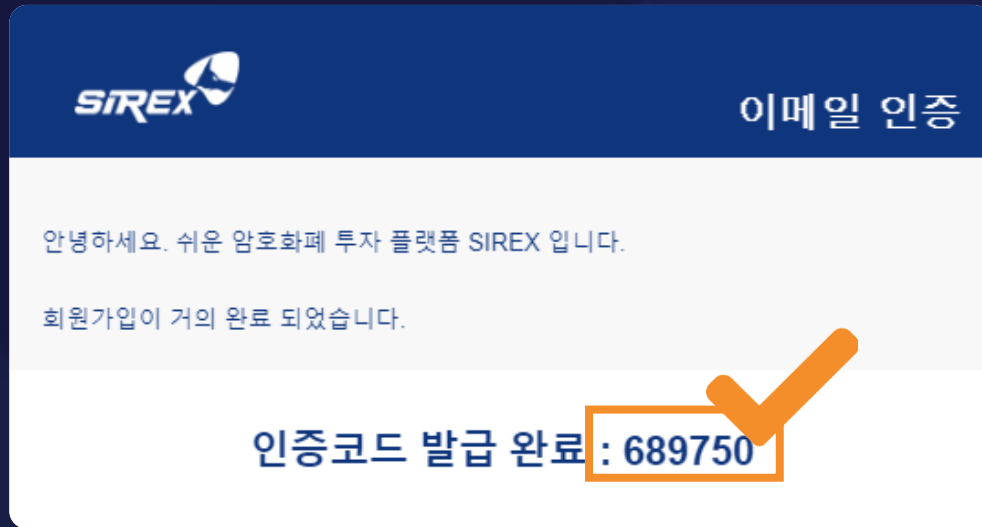 SIREX
이메일 인증
안녕하세요. 쉬운 암호화폐 투자 플랫폼 SIREX 입니다.
회원가입이 거의 완료 되었습니다.
인증코드 발급 완료 : 689750